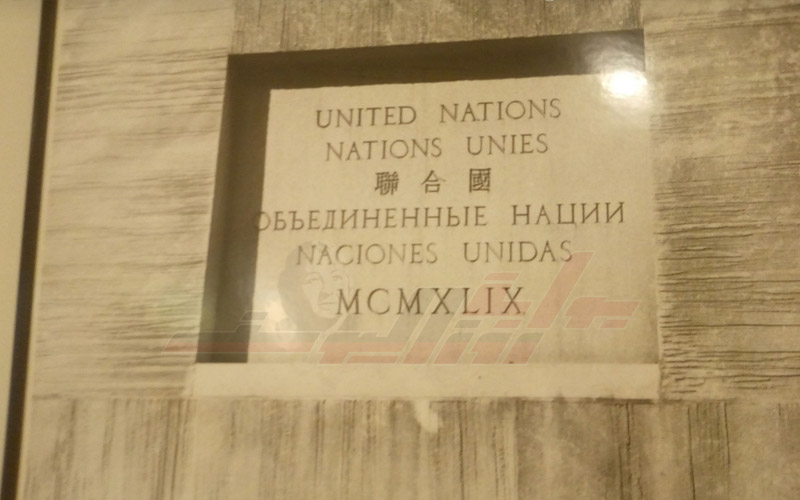 UNITED NATIONS
NATIONS UNIES
聯合國
ОБЪЕДИНЕННЫЕ НАЦИИ
NACIONES UNIDAS
MCMXLIX